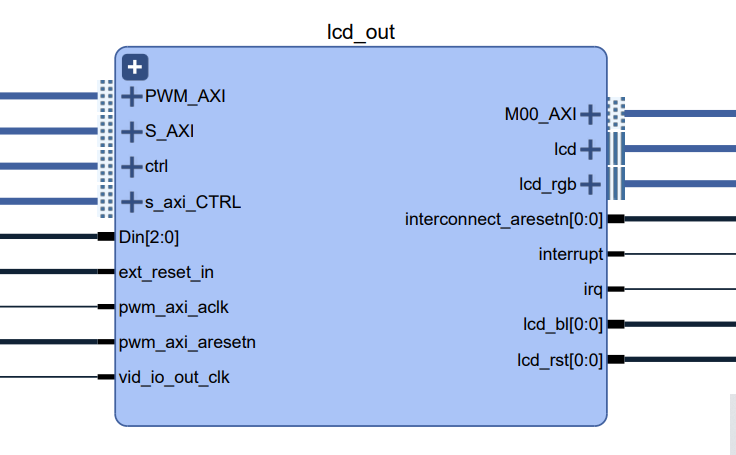 lcd_out
PWM_AXI
S_AXI
ctrl
s_axi_CTRL
Din[2:0]
ext_reset_in
pwm_axi_aclk
pwm_axi_aresetn
vid_io_out_clk
M00_AXI
lcd
lcd_rgb
interconnect_aresetn[0:0]
interrupt
irq
lcd_bl[0:0]
lcd_rst[0:0]